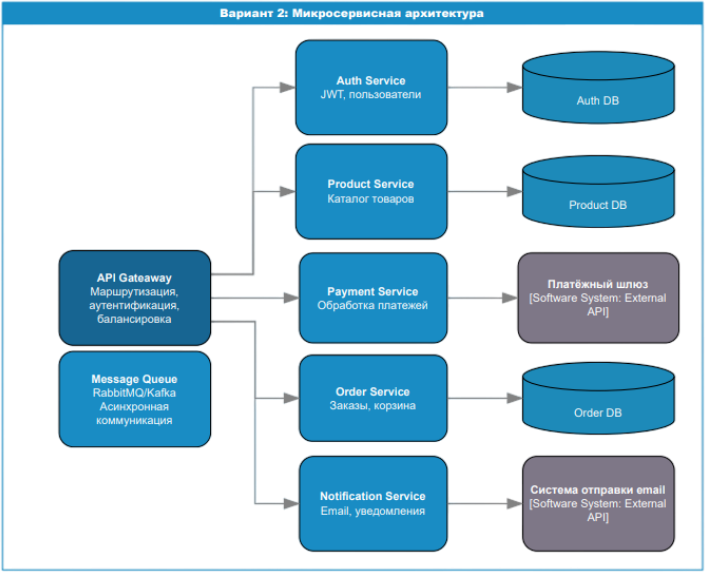 Вариант 2: Микросервисная архитектура
Auth Service
JWT, пользователи
Auth DB
Product Service
Каталог товаров
Product DB
API Gateaway
Маршрутизация,
аутентификация,
балансировка
Payment Service
Обработка платежей
Платёжный шлюз
[Software System: External
API]
Message Queue
RabbitMQ/Kafka
Асинхронная
коммуникация
Order Service
Заказы, корзина
Order DB
Notification Service
Email, уведомления
Система отправки email
[Software System: External
API]